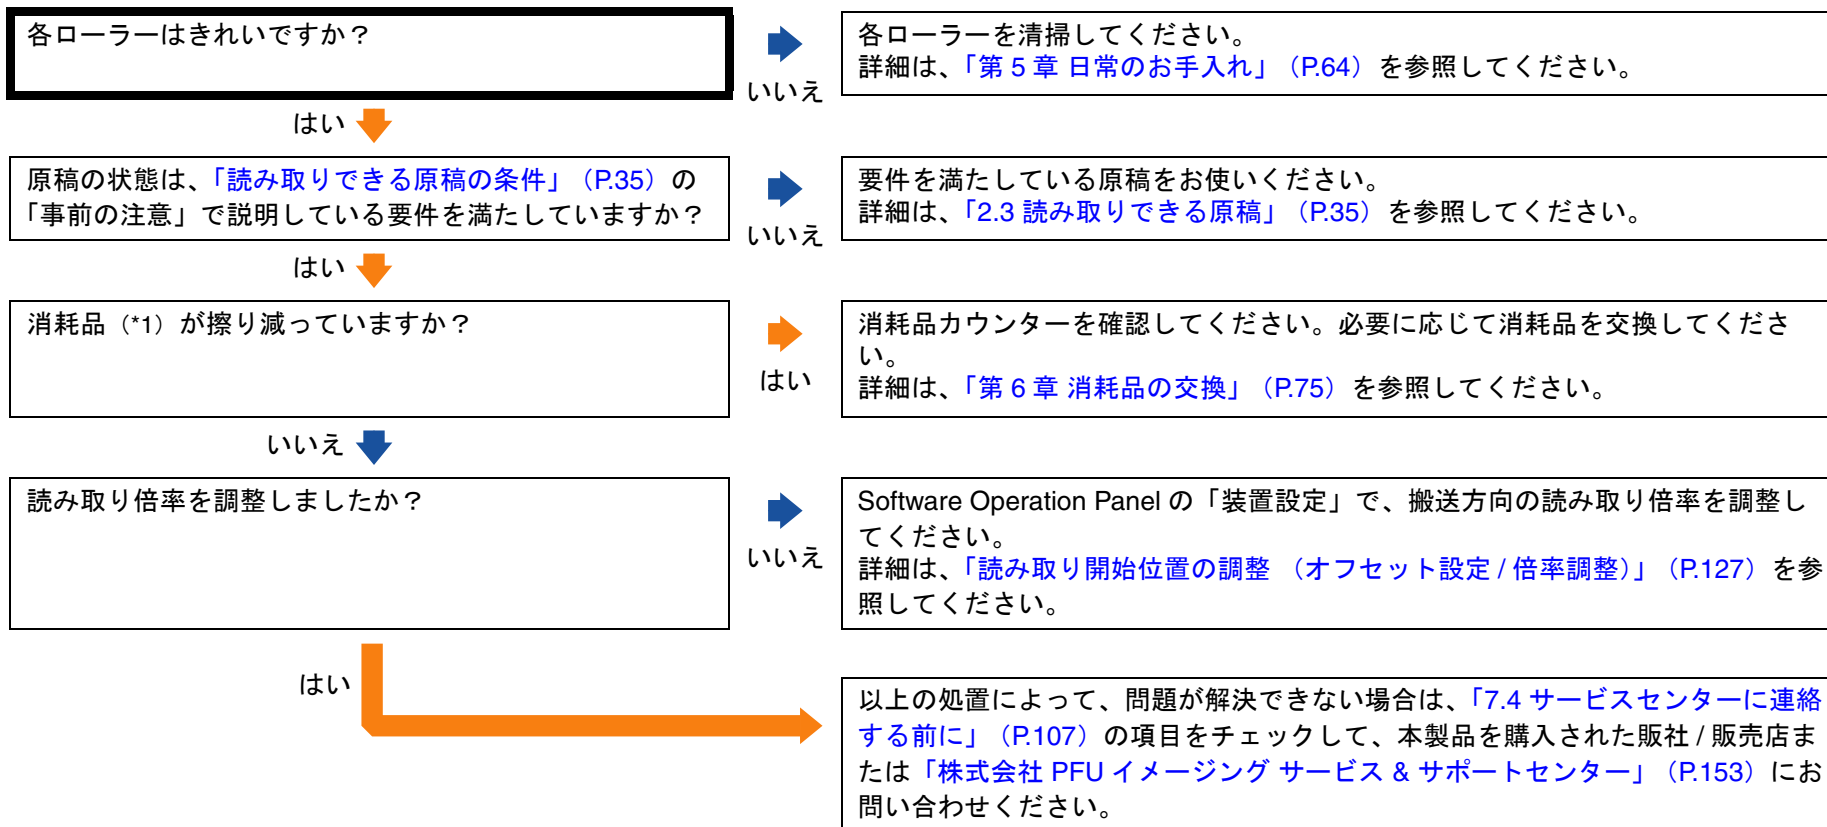 各ローラーはきれいですか？
いいえ
各ローラーを清掃してください。
詳細は、「第 5 章 日常のお手入れ」（P.64）を参照してください。
はい
原稿の状態は、「読み取りできる原稿の条件」（P.35）の
「事前の注意」で説明している要件を満たしていますか？
いいえ
要件を満たしている原稿をお使いください。
詳細は、「2.3 読み取りできる原稿」（P.35）を参照してください。
はい
消耗品（*1）が擦り減っていますか？
はい
消耗品カウンターを確認してください。必要に応じて消耗品を交換してくださ
い。
詳細は、「第 6 章 消耗品の交換」（P.75）を参照してください。
いいえ
読み取り倍率を調整しましたか？
いいえ
Software Operation Panel の「装置設定」で、搬送方向の読み取り倍率を調整し
てください。
詳細は、「読み取り開始位置の調整 （オフセット設定 / 倍率調整）」（P.127）を参
照してください。
はい
以上の処置によって、問題が解決できない場合は、「7.4 サービスセンターに連絡
する前に」（P.107）の項目をチェックして、本製品を購入された販社 / 販売店ま
たは「株式会社 PFU イメージング サービス & サポートセンター」（P.153）にお
問い合わせください。